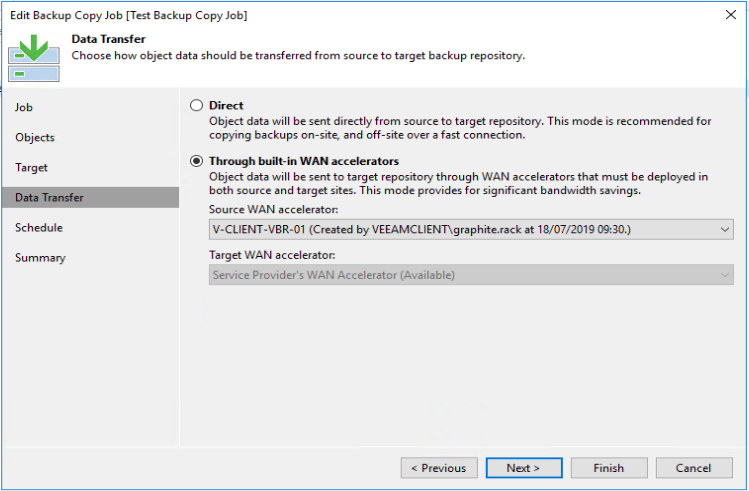 Edit Backup Copy Job [Test Backup Copy Job]
Data Transfer
Choose how object data should be transferred from source to target backup repository.
Job
Objects
Target
Data Transfer
Schedule
Summary
Direct
Object data will be sent directly from source to target repository. This mode is recommended for
copying backups on-site, and off-site over a fast connection.
Through built-in WAN accelerators
Object data will be sent to target repository through WAN accelerators that must be deployed in
both source and target sites. This mode provides for significant bandwidth savings.
Source WAN accelerator:
V-CLIENT-VBR-01 (Created by VEEAMCLIENT\graphite.rack at 18/07/2019 09:30.)
Target WAN accelerator:
Service Provider's WAN Accelerator (Available)
< Previous
Next >
Finish
Cancel